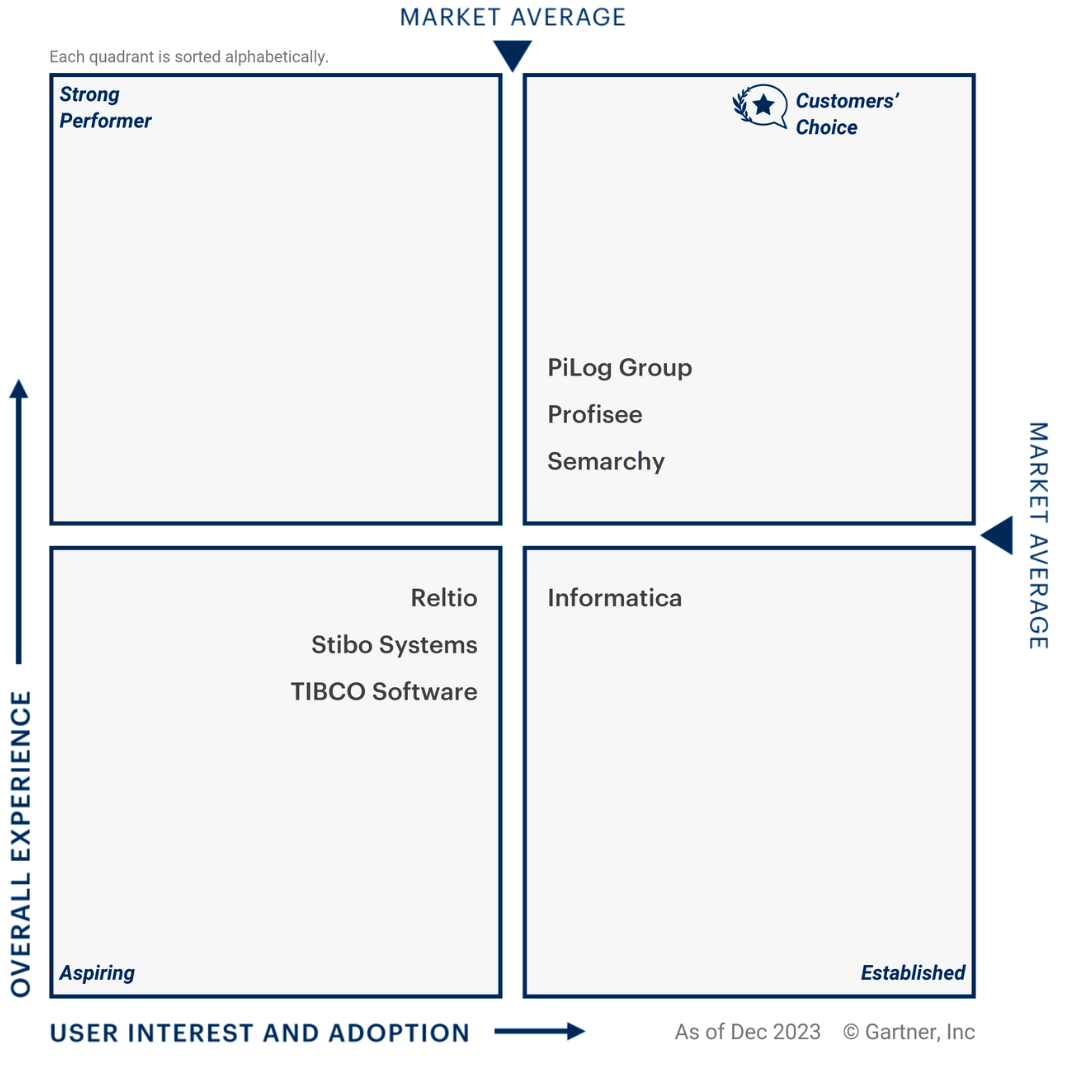 MARKET AVERAGE
Each quadrant is sorted alphabetically.
Strong
Performer
Customers’
Choice
PiLog Group
Profisee
Semarchy
MARKET AVERAGE
Reltio
Stibo Systems
TIBCO Software
Informatica
OVERALL EXPERIENCE
Aspiring
Established
USER INTEREST AND ADOPTION
As of Dec 2023 © Gartner, Inc